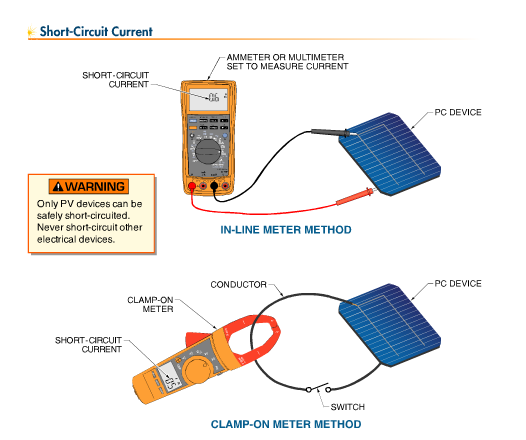 Short-Circuit Current
AMMETER OR MULTIMETER
SET TO MEASURE CURRENT
SHORT-CIRCUIT
CURRENT
PC DEVICE
WARNING
Only PV devices can be
safely short-circuited.
Never short-circuit other
electrical devices.
IN-LINE METER METHOD
CONDUCTOR
PC DEVICE
CLAMP-ON
METER
SHORT-CIRCUIT
CURRENT
SWITCH
CLAMP-ON METER METHOD